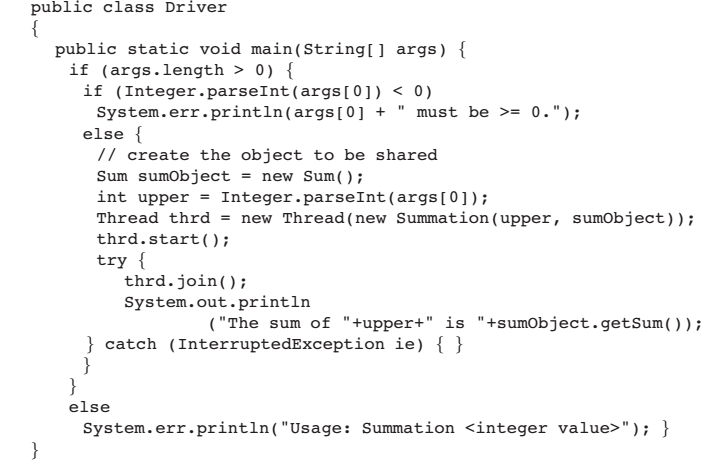 public class Driver
{
public static void main(String[] args) {
if (args.length > 0) {
if (Integer.parseInt(args[0]) < 0)
System.err.println(args[0] + " must be >= 0.");
else {
// create the object to be shared
Sum sumObject = new Sum();
int upper = Integer.parseInt(args[0]);
Thread thrd = new Thread(new Summation(upper, sumObject));
thrd.start();
try {
thrd.join();
System.out.println
("The sum of "+upper+" is "+sumObject.getSum());
} catch (InterruptedException ie) { }
}
}
else
System.err.println("Usage: Summation <integer value>"); }
}